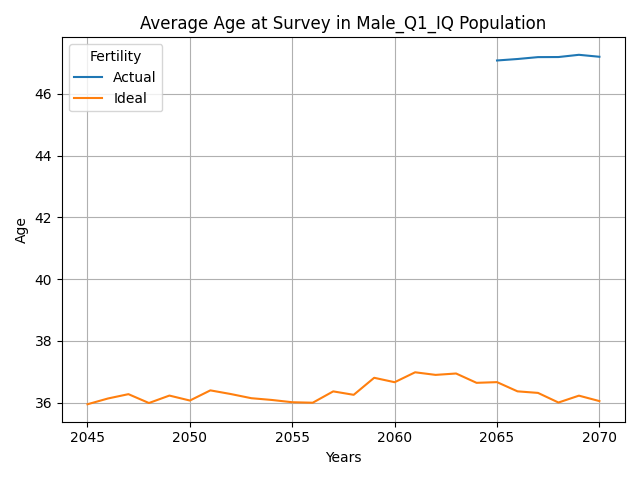 Average Age at Survey in Male_Q1_IQ Population
Fertility
Actual
Ideal
46
44
42
40
38
36
Age
2045
2050
2055
2060
2065
2070
Years